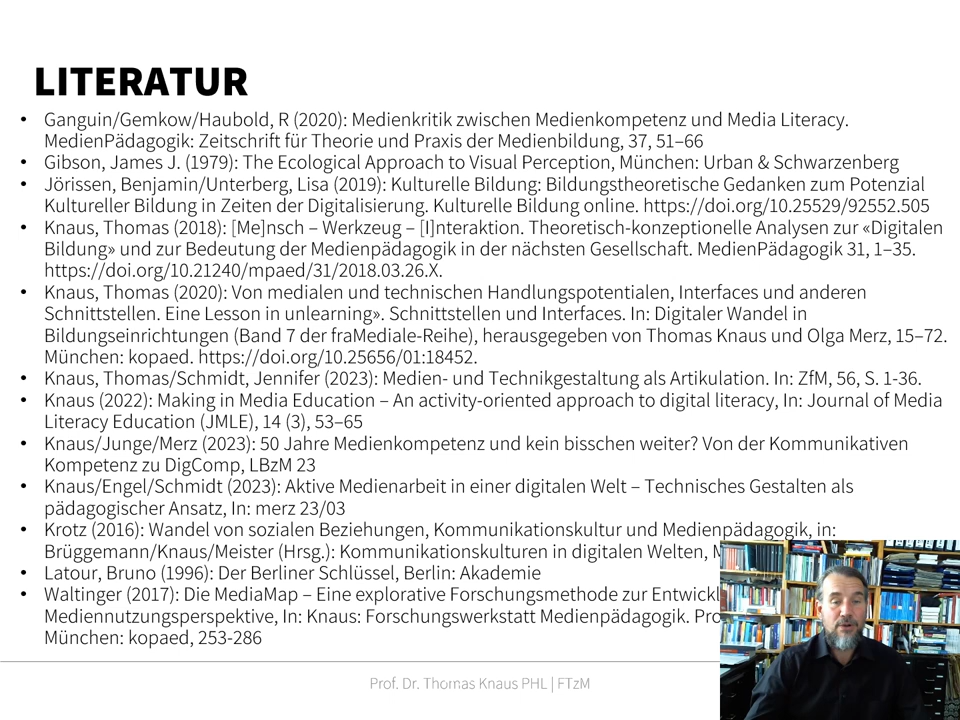 LITERATUR
• Ganguin/Gemkow/Haubold, R (2020): Medienkritik zwischen Medienkompetenz und Media Literacy.
MedienPädagogik: Zeitschrift für Theorie und Praxis der Medienbildung, 37, 51–66
• Gibson, James J. (1979): The Ecological Approach to Visual Perception, München: Urban & Schwarzenberg
• Jörissen, Benjamin/Unterberg, Lisa (2019): Kulturelle Bildung: Bildungstheoretische Gedanken zum Potenzial
Kultureller Bildung in Zeiten der Digitalisierung. Kulturelle Bildung online. https://doi.org/10.25529/92552.505
• Knaus, Thomas (2018): [Me]nsch – Werkzeug – [I]nteraktion. Theoretisch-konzeptionelle Analysen zur «Digitalen
Bildung» und zur Bedeutung der Medienpädagogik in der nächsten Gesellschaft. MedienPädagogik 31, 1–35.
https://doi.org/10.21240/mpaed/31/2018.03.26.X.
• Knaus, Thomas (2020): Von medialen und technischen Handlungspotentialen, Interfaces und anderen
Schnittstellen. Eine Lesson in unlearning». Schnittstellen und Interfaces. In: Digitaler Wandel in
Bildungseinrichtungen (Band 7 der fraMediale-Reihe), herausgegeben von Thomas Knaus und Olga Merz, 15–72.
München: kopaed. https://doi.org/10.25656/01:18452.
• Knaus, Thomas/Schmidt, Jennifer (2023): Medien- und Technikgestaltung als Artikulation. In: ZfM, 56, S. 1-36.
• Knaus (2022): Making in Media Education – An activity-oriented approach to digital literacy, In: Journal of Media
Literacy Education (JMLE), 14 (3), 53–65
• Knaus/Junge/Merz (2023): 50 Jahre Medienkompetenz und kein bisschen weiter? Von der Kommunikativen
Kompetenz zu DigComp, LBzM 23
• Knaus/Engel/Schmidt (2023): Aktive Medienarbeit in einer digitalen Welt – Technisches Gestalten als
pädagogischer Ansatz, In: merz 23/03
• Krotz (2016): Wandel von sozialen Beziehungen, Kommunikationskultur und Medienpädagogik, in:
Brüggemann/Knaus/Meister (Hrsg.): Kommunikationskulturen in digitalen Welten,
• Latour, Bruno (1996): Der Berliner Schlüssel, Berlin: Akademie
• Waltinger (2017): Die MediaMap – Eine explorative Forschungsmethode zur
Mediennutzungsperspektive, In: Knaus: Forschungswerkstatt Medienpädagogik.
München: kopaed, 253-286
Prof. Dr. Thomas Knaus PHL | FTzM